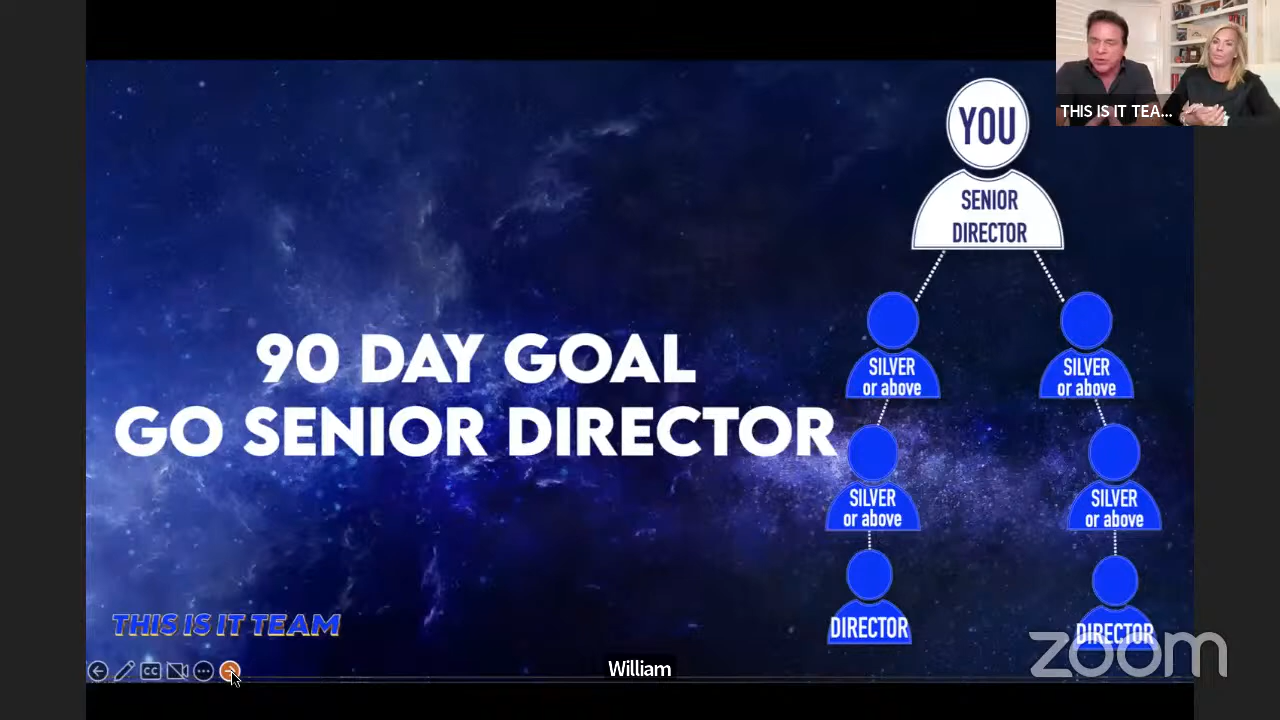 THIS IS IT TEA...
YOU
SENIOR
DIRECTOR
90 DAY GOAL
GO SENIOR DIRECTOR
SILVER
or above
SILVER
or above
SILVER
or above
SILVER
or above
DIRECTOR
DIRECTOR
THIS IS IT TEAM
CC
William
zoom